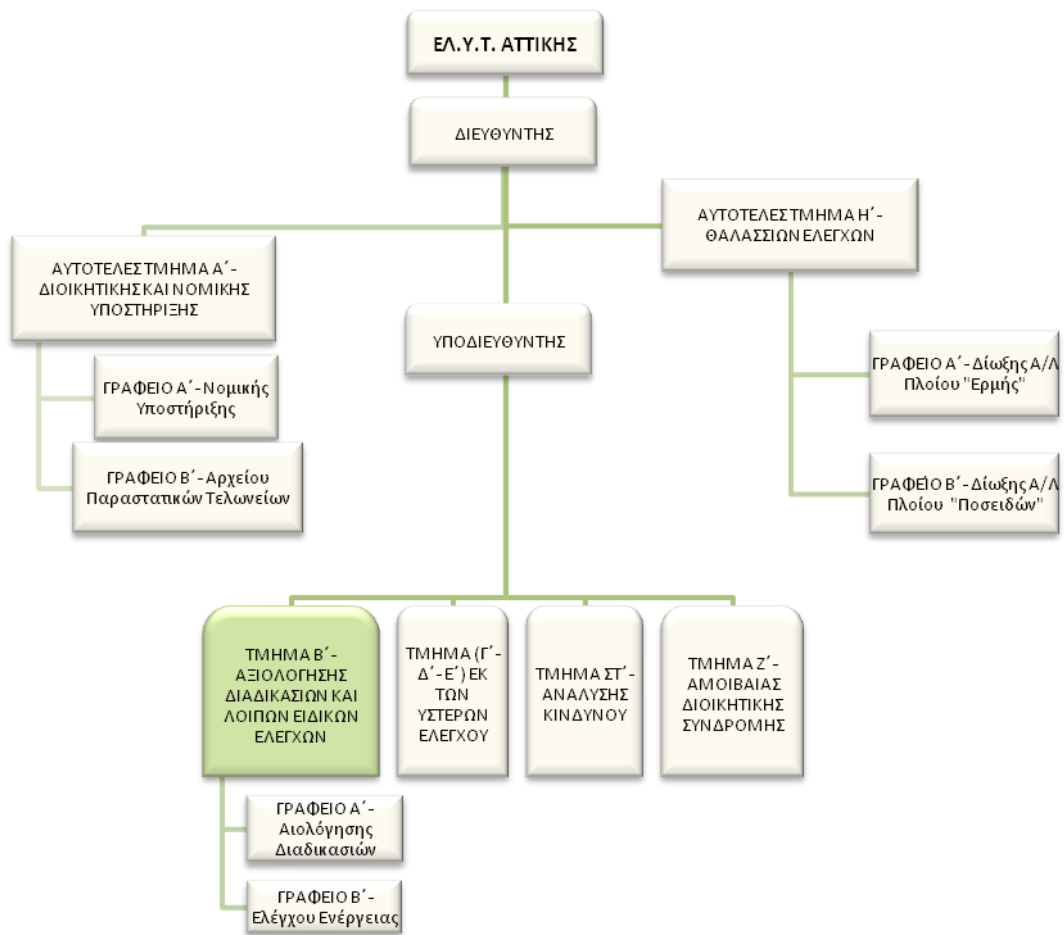 ΕΛ.Υ.Τ. ΑΤΤΙΚΗΣ
ΔΙΕΥΘΥΝΤΗΣ
ΑΥΤΟΤΕΛΕΣ ΤΜΗΜΑ Α΄-
ΔΙΟΙΚΗΤΙΚΗΣ ΚΑΙ ΝΟΜΙΚΗΣ
ΥΠΟΣΤΗΡΙΞΗΣ
ΓΡΑΦΕΙΟ Α΄- Νομικής
Υποστήριξης
ΓΡΑΦΕΙΟ Β΄- Αρχείου
Παραστατικών Τελωνείων
ΥΠΟΔΙΕΥΘΥΝΤΗΣ
ΑΥΤΟΤΕΛΕΣ ΤΜΗΜΑ Η΄-
ΘΑΛΑΣΣΙΩΝ ΕΛΕΓΧΩΝ
ΓΡΑΦΕΙΟ Α΄- Δίωξης Α/Λ
Πλοίου "Ερμής"
ΓΡΑΦΕΙΟ Β΄- Δίωξης Α/Λ
Πλοίου "Ποσειδών"
ΤΜΗΜΑ Β΄-
ΑΞΙΟΛΟΓΗΣΗΣ
ΔΙΑΔΙΚΑΣΙΩΝ ΚΑΙ
ΛΟΙΠΩΝ ΕΙΔΙΚΩΝ
ΕΛΕΓΧΩΝ
ΓΡΑΦΕΙΟ Α΄-
Αιολόγησης
Διαδικασιών
ΓΡΑΦΕΙΟ Β΄-
Ελέγχου Ενέργειας
ΤΜΗΜΑ (Γ΄-
Δ΄- Ε΄) ΕΚ
ΤΩΝ
ΥΣΤΕΡΩΝ
ΕΛΕΓΧΟΥ
ΤΜΗΜΑ ΣΤ΄-
ΑΝΑΛΥΣΗΣ
ΚΙΝΔΥΝΟΥ
ΤΜΗΜΑ Ζ΄-
ΑΜΟΙΒΑΙΑΣ
ΔΙΟΙΚΗΤΙΚΗΣ
ΣΥΝΔΡΟΜΗΣ